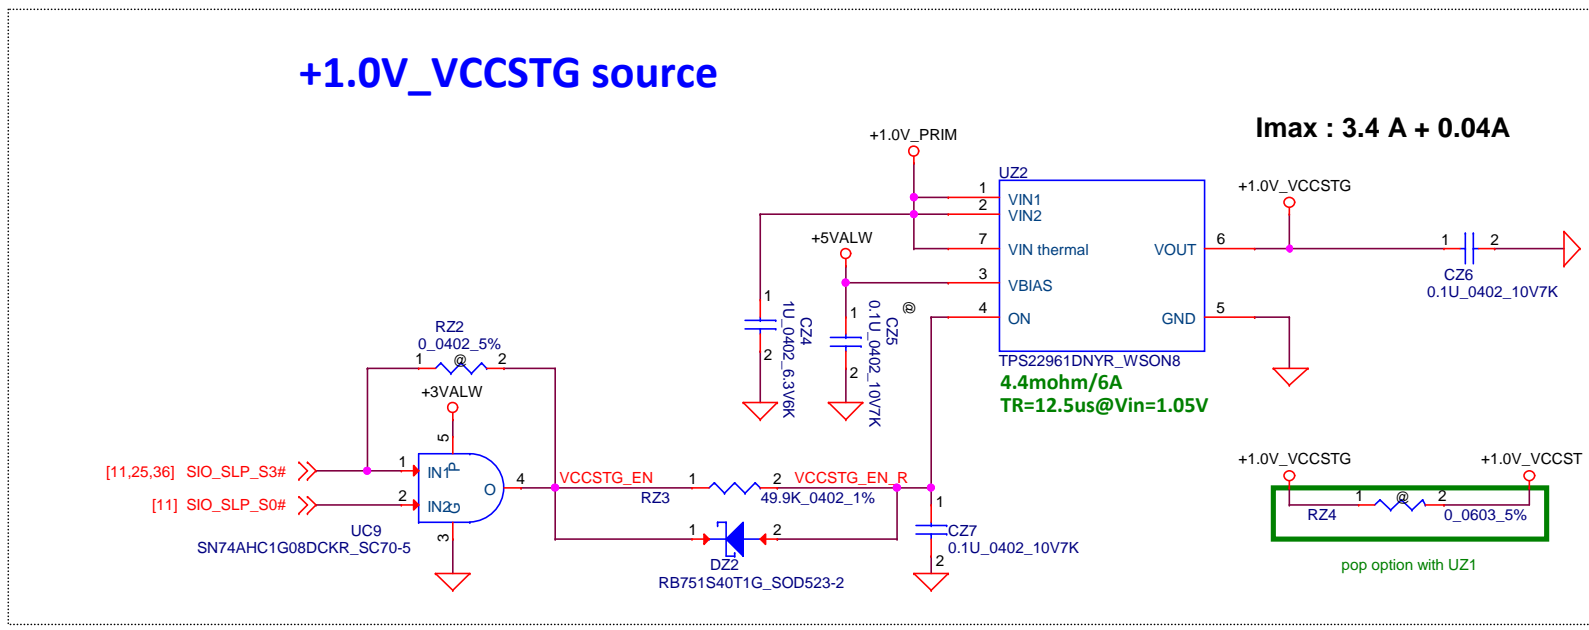 +1.0V_VCCSTG source
Imax : 3.4 A + 0.04A
+1.0V_PRIM
UZ2
+1.0V_VCCSTG
1
VIN1
2
VIN2
+5VALW
7
VIN thermal
VOUT
6
1
2
3
VBIAS
CZ6
0.1U_0402_10V7K
4
ON
GND
5
TPS22961DNYR_WSON8
4.4mohm/6A
TR=12.5us@Vin=1.05V
1
2
CZ4
1U_0402_6.3V6K
1
2
CZ5
0.1U_0402_10V7K
@
RZ2
0_0402_5%
1
@
2
+3VALW
5
[11,25,36] SIO_SLP_S3#
1
IN1
P
O
4
[11] SIO_SLP_S0#
2
IN2
G
3
UC9
SN74AHC1G08DCKR_SC70-5
VCCSTG_EN
RZ3
1
2
49.9K_0402_1%
VCCSTG_EN_R
1
2
DZ2
RB751S40T1G_SOD523-2
1
CZ7
0.1U_0402_10V7K
2
+1.0V_VCCSTG
+1.0V_VCCST
1
@
2
RZ4
0_0603_5%
pop option with UZ1